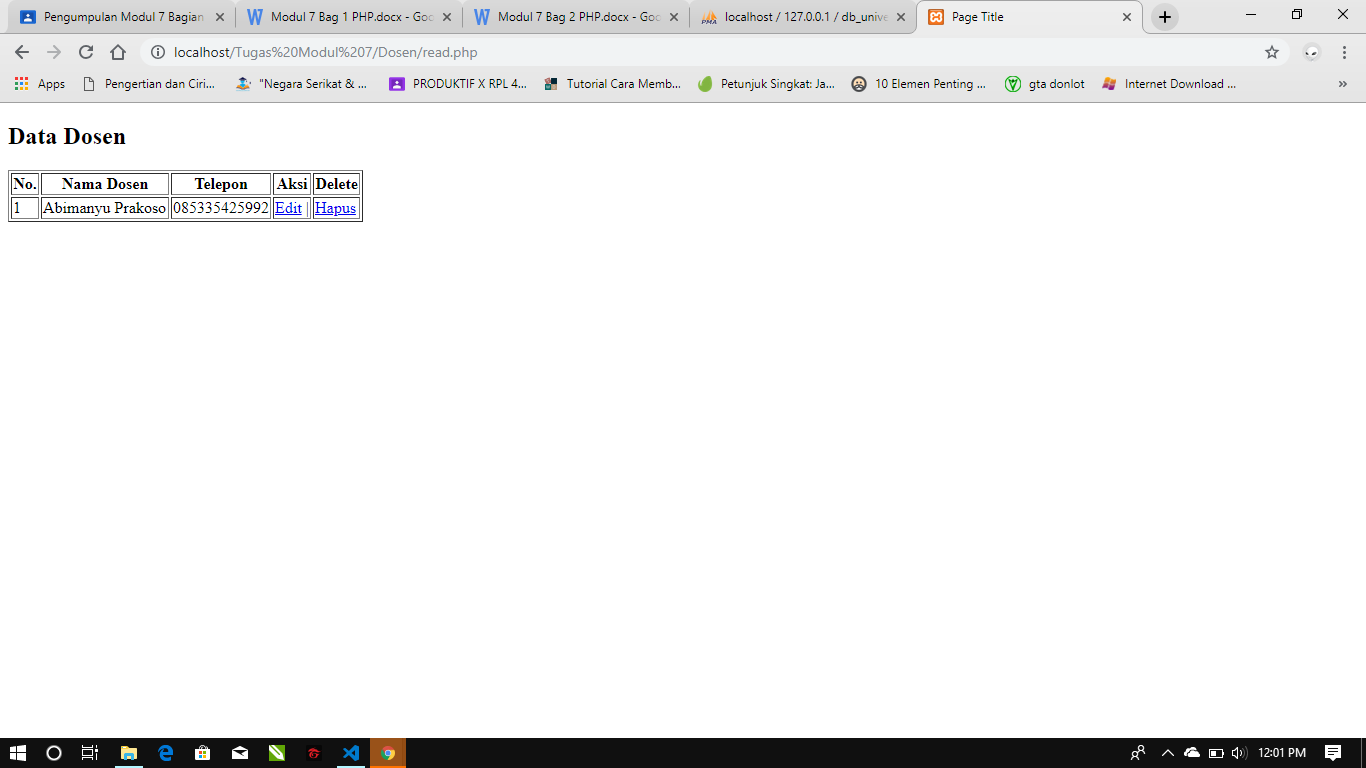 Pengumpulan Modul 7 Bagian
Modul 7 Bag 1 PHP.docx - Goo
Modul 7 Bag 2 PHP.docx - Goo
localhost / 127.0.0.1 / db_unive
Page Title
localhost/Tugas%20Modul%207/Dosen/read.php
Apps
Pengertian dan Ciri...
"Negara Serikat & ...
PRODUKTIF X RPL 4...
Tutorial Cara Memb...
Petunjuk Singkat: Ja...
10 Elemen Penting ...
gta donlot
Internet Download ...
»
Data Dosen
No. Nama Dosen Telepon Aksi Delete
1 Abimanyu Prakoso 085335425992 Edit | Hapus
12:01 PM